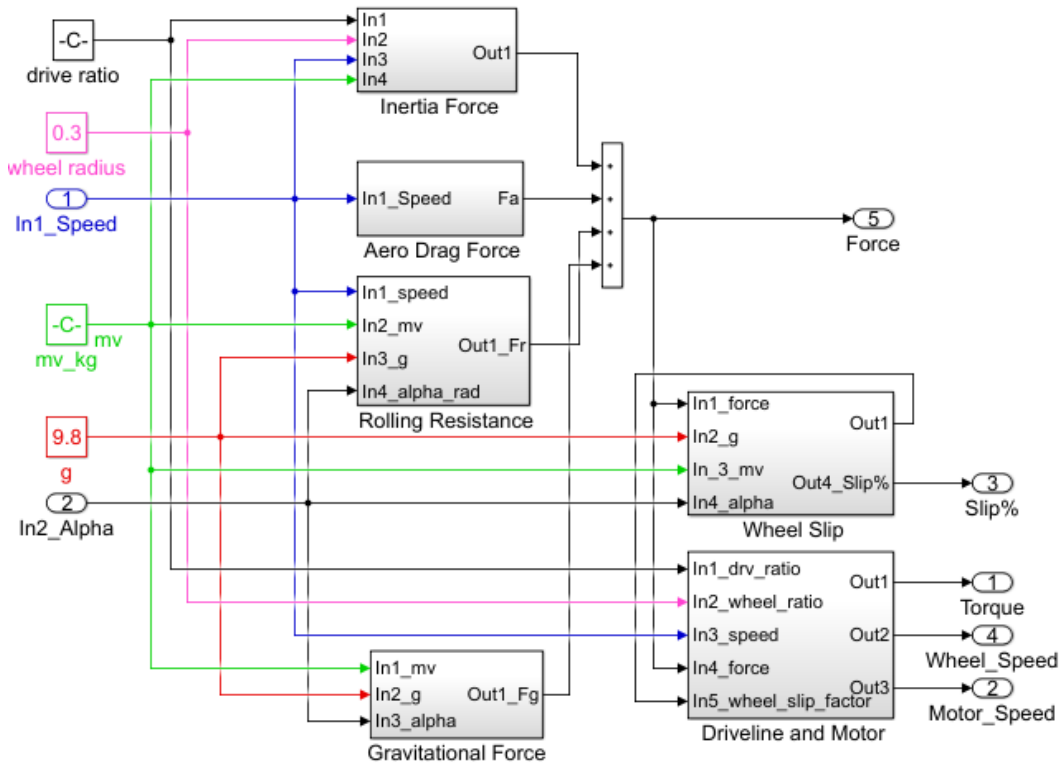 -C-
drive ratio
0.3
wheel radius
1
In1_Speed
-C-
mv
mv_kg
9.8
g
2
In2_Alpha
In1
In2
In3
In4
Out1
Inertia Force
In1_Speed
Fa
Aero Drag Force
In1_speed
In2_mv
In3_g
In4_alpha_rad
Out1_Fr
Rolling Resistance
In1_mv
In2_g
In3_alpha
Out1_Fg
Gravitational Force
+
+
+
+
5
Force
In1_force
In2_g
In_3_mv
In4_alpha
Out1
Out4_Slip%
Wheel Slip
3
Slip%
In1_drv_ratio
In2_wheel_ratio
In3_speed
In4_force
In5_wheel_slip_factor
Out1
Out2
Out3
Driveline and Motor
1
Torque
4
Wheel_Speed
2
Motor_Speed